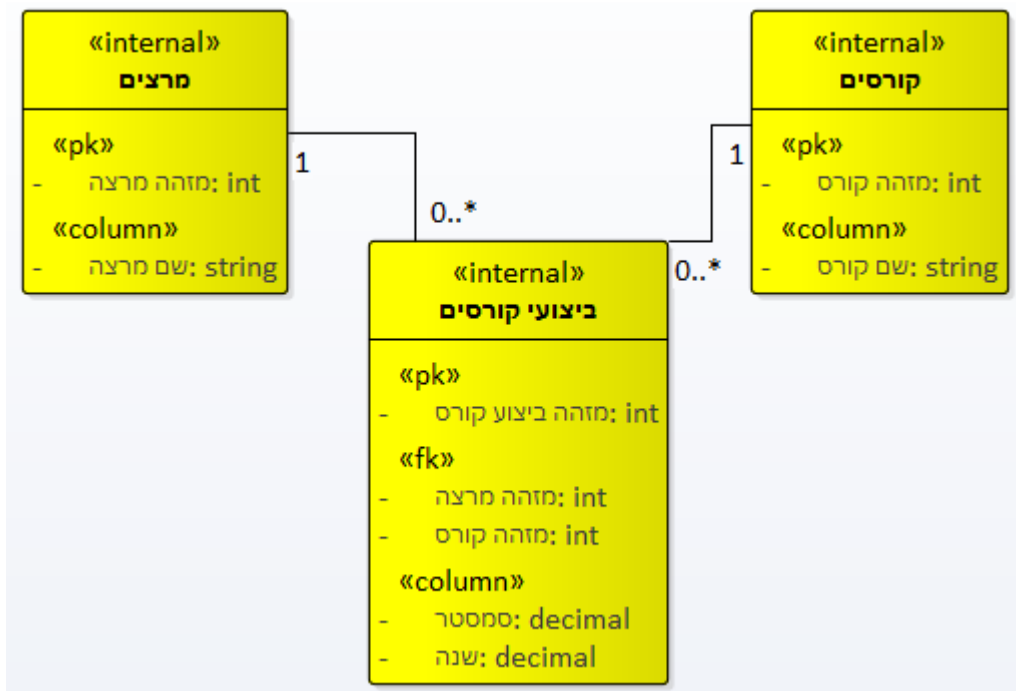 «internal»
מרצים
«pk»
- מזהה מרצה: int
«column»
- שם מרצה: string
1
0..*
«internal»
קורסים
«pk»
- מזהה קורס: int
«column»
- שם קורס: string
1
0..*
«internal»
ביצועי קורסים
«pk»
- מזהה ביצוע קורס: int
«fk»
- מזהה מרצה: int
- מזהה קורס: int
«column»
- סמסטר: decimal
- שנה: decimal